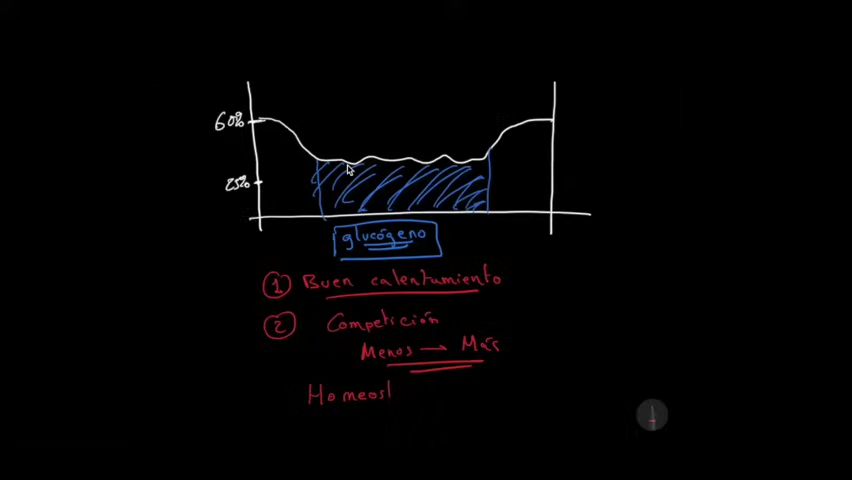 60%
25%
glucógeno
① Buen calentamiento
② Competición
Menos → Más
Homeost